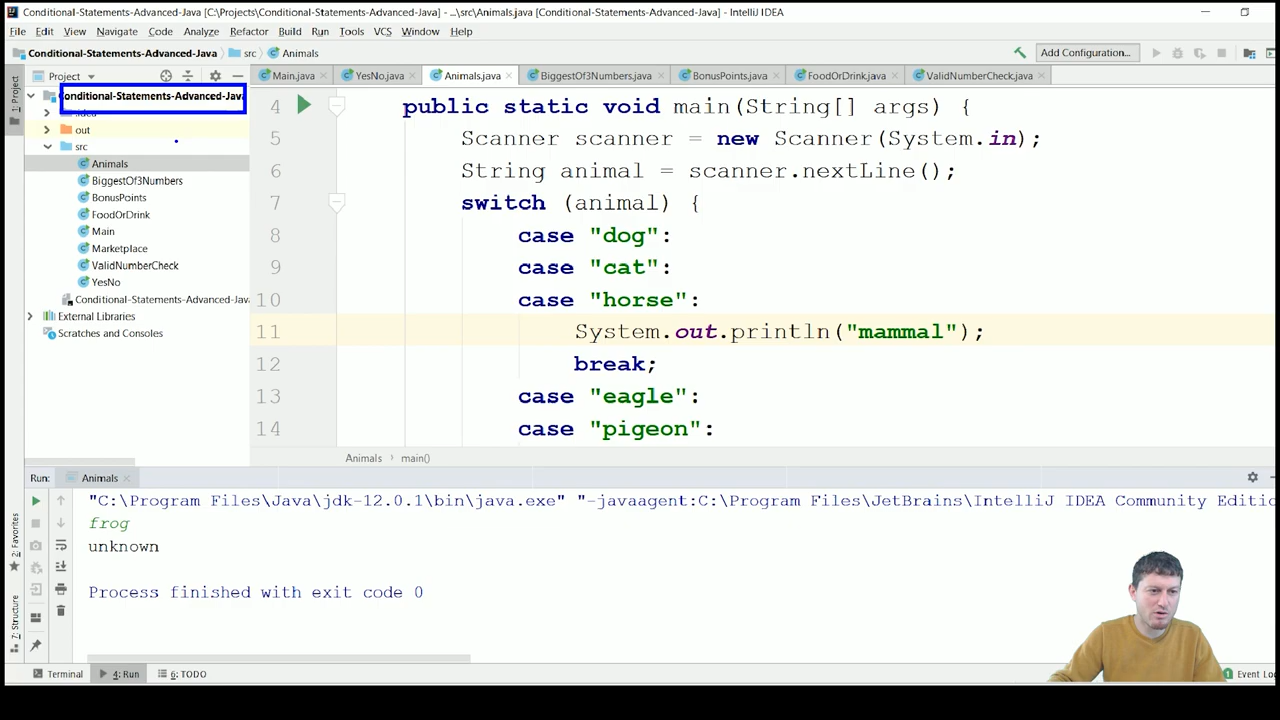 Conditional-Statements-Advanced-Java [C:\Projects\Conditional-Statements-Advanced-Java] - ...\src\Animals.java [Conditional-Statements-Advanced-Java] - IntelliJ IDEA
File Edit View Navigate Code Analyze Refactor Build Run Tools VCS Window Help
Conditional-Statements-Advanced-Java src Animals Add Configuration...
1: Project
Project
Main.java YesNo.java Animals.java BiggestOf3Numbers.java BonusPoints.java FoodOrDrink.java ValidNumberCheck.java
onditional-Statements-Advanced-Java
.idea
out
src
Animals
BiggestOf3Numbers
BonusPoints
FoodOrDrink
Main
Marketplace
ValidNumberCheck
YesNo
Conditional-Statements-Advanced-Jav
External Libraries
Scratches and Consoles
4 public static void main(String[] args) {
5 Scanner scanner = new Scanner(System.in);
6 String animal = scanner.nextLine();
7 switch (animal) {
8 case "dog":
9 case "cat":
10 case "horse":
11 System.out.println("mammal");
12 break;
13 case "eagle":
14 case "pigeon":
Animals main()
Run: Animals
"C:\Program Files\Java\jdk-12.0.1\bin\java.exe" "-javaagent:C:\Program Files\JetBrains\IntelliJ IDEA Community Editio
frog
unknown
Process finished with exit code 0
2: Favorites
7: Structure
Terminal 4: Run 6: TODO 1 Event Lo